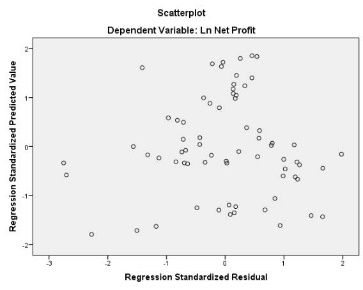 Scatterplot
Dependent Variable: Ln Net Profit
Regression Standardized Predicted Value
2
1
0
-1
-2
-3
-2
-1
0
1
2
Regression Standardized Residual